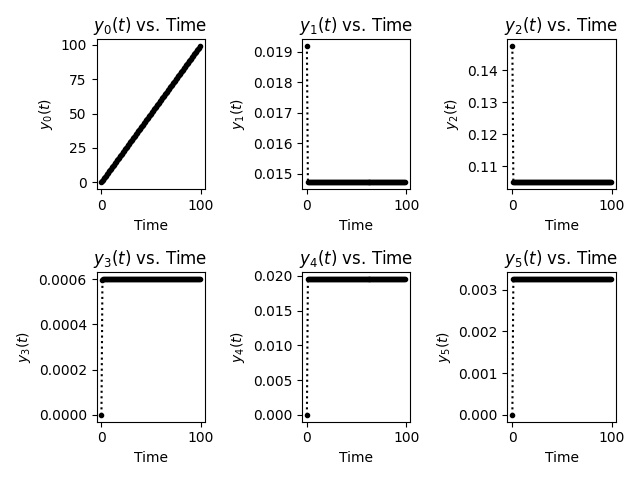 y₀(t) vs. Time
y₁(t) vs. Time
y₂(t) vs. Time
100
75
50
25
0
y₀(t)
0 100
Time
0.019
0.018
0.017
0.016
0.015
y₁(t)
0 100
Time
0.14
0.13
0.12
0.11
y₂(t)
0 100
Time
y₃(t) vs. Time
y₄(t) vs. Time
y₅(t) vs. Time
0.0006
0.0004
0.0002
0.0000
y₃(t)
0 100
Time
0.020
0.015
0.010
0.005
0.000
y₄(t)
0 100
Time
0.003
0.002
0.001
0.000
y₅(t)
0 100
Time